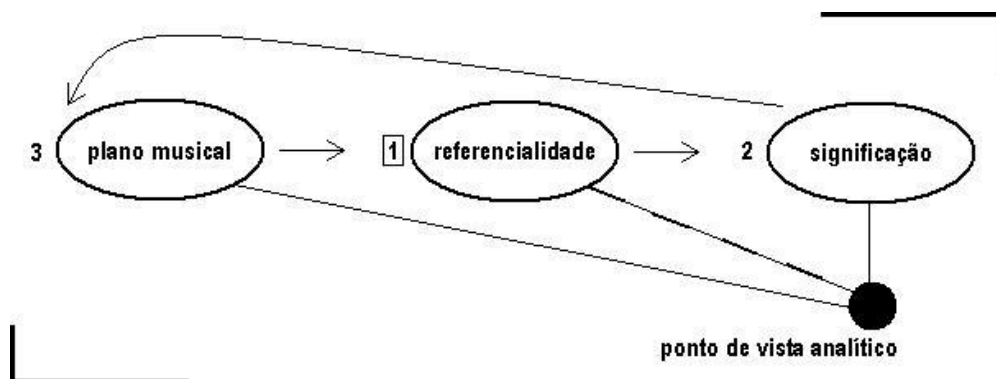 3 plano musical 1 referencialidade 2 significação
ponto de vista analítico